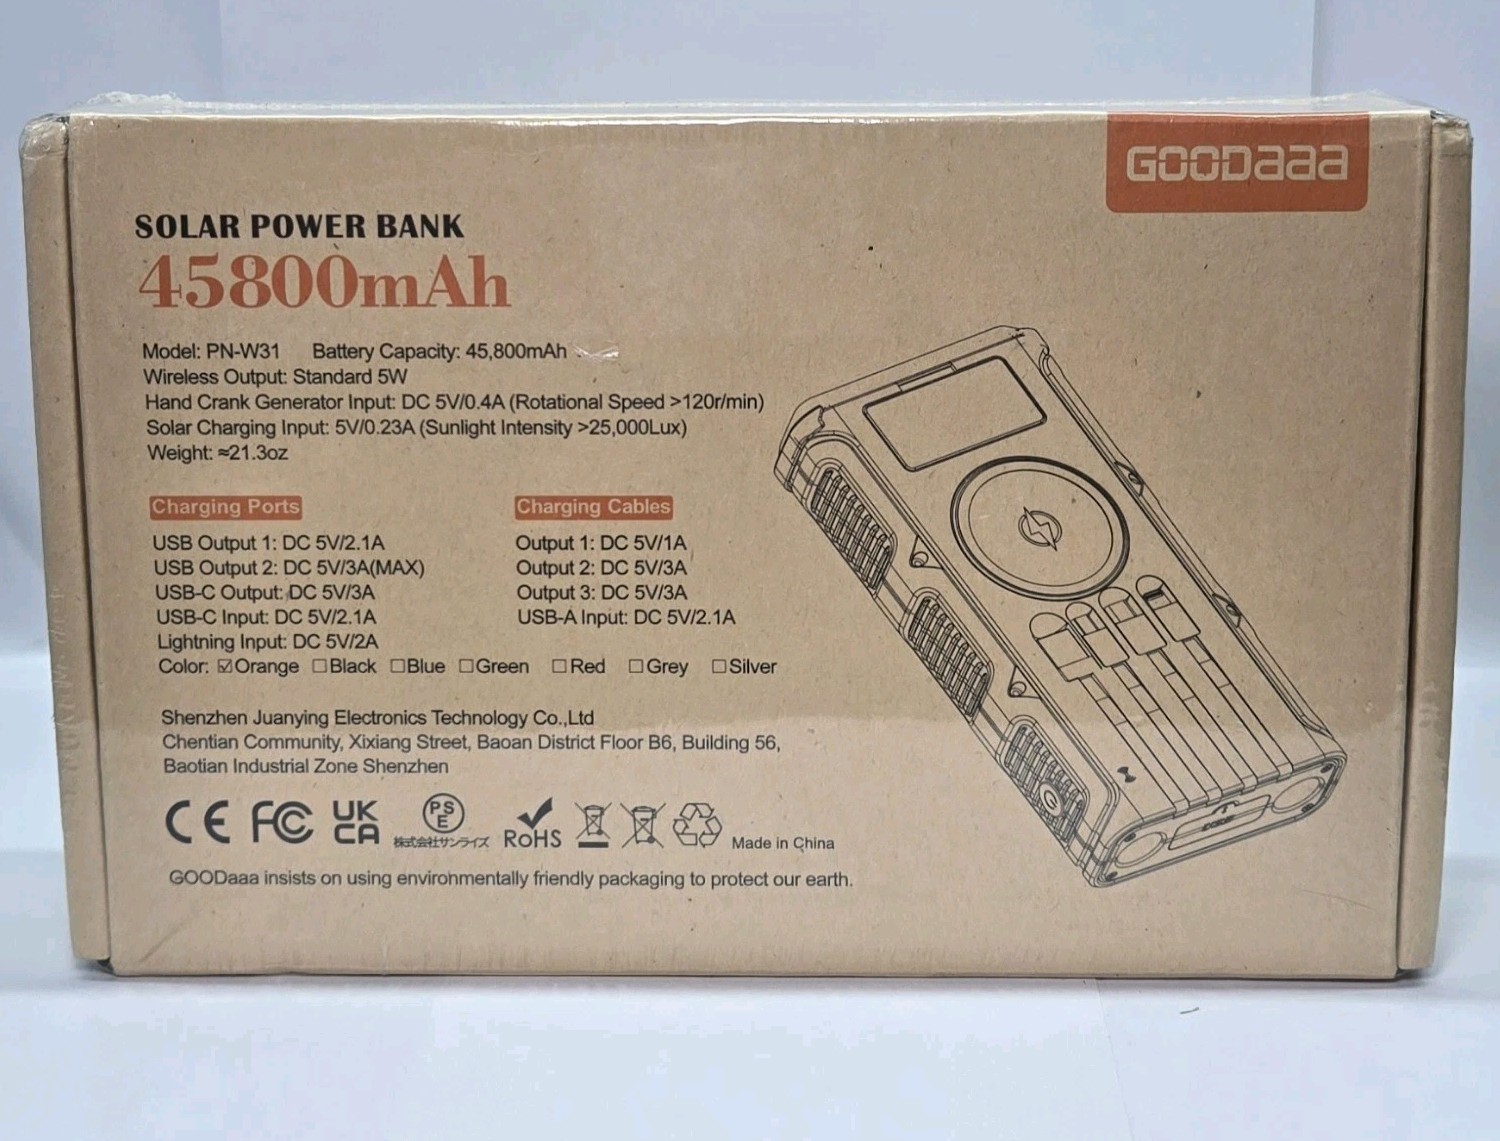 GOODaaa
SOLAR POWER BANK
45800mAh
Model: PN-W31 Battery Capacity: 45,800mAh
Wireless Output: Standard 5W
Hand Crank Generator Input: DC 5V/0.4A (Rotational Speed >120r/min)
Solar Charging Input: 5V/0.23A (Sunlight Intensity >25,000Lux)
Weight: ≈21.3oz
Charging Ports
USB Output 1: DC 5V/2.1A
USB Output 2: DC 5V/3A(MAX)
USB-C Output: DC 5V/3A
USB-C Input: DC 5V/2.1A
Lightning Input: DC 5V/2A
Charging Cables
Output 1: DC 5V/1A
Output 2: DC 5V/3A
Output 3: DC 5V/3A
USB-A Input: DC 5V/2.1A
Color: ☑Orange ☐Black ☐Blue ☐Green ☐Red ☐Grey ☐Silver
Shenzhen Juanying Electronics Technology Co.,Ltd
Chentian Community, Xixiang Street, Baoan District Floor B6, Building 56,
Baotian Industrial Zone Shenzhen
CE FC UK CA PS E RoHS
株式会社サンライズ
Made in China
GOODaaa insists on using environmentally friendly packaging to protect our earth.